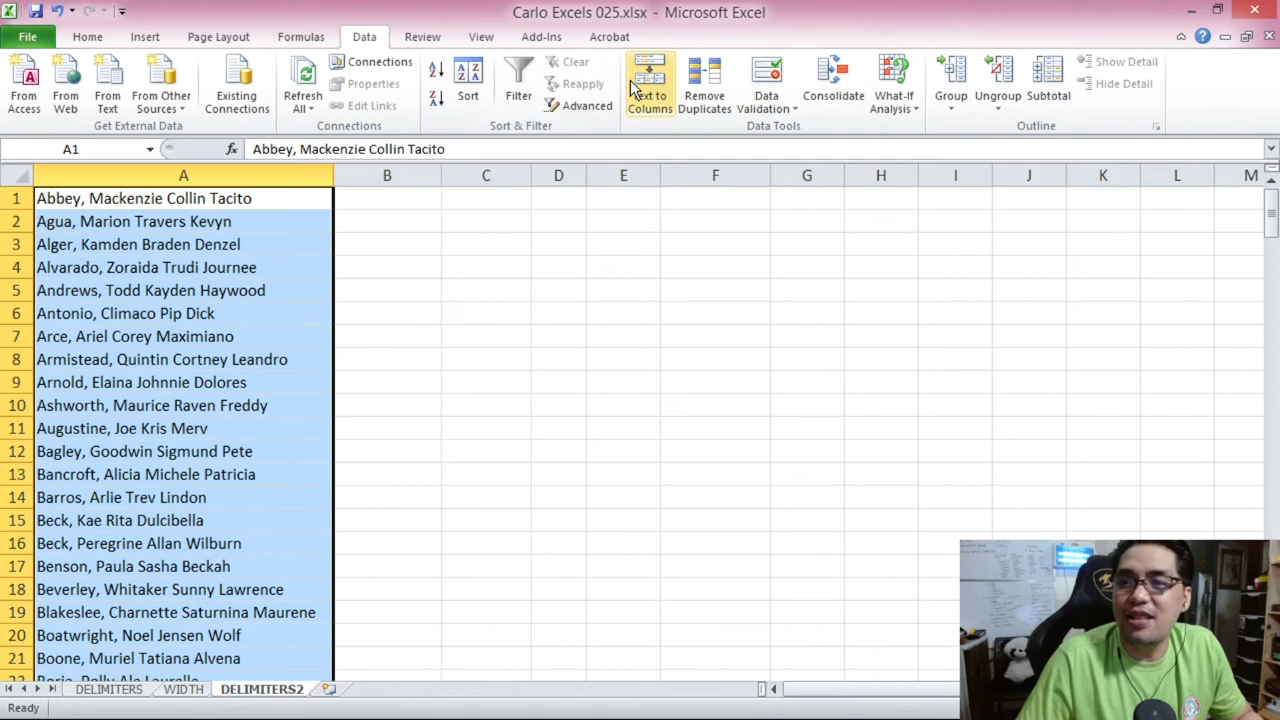 Carlo Excels 025.xlsx - Microsoft Excel
File Home Insert Page Layout Formulas Data Review View Add-Ins Acrobat
From Access
From Web
From Text
From Other Sources
Existing Connections
Get External Data
Refresh All
Connections
Properties
Edit Links
Connections
Sort
Filter
Clear
Reapply
Advanced
Sort & Filter
Text to Columns
Remove Duplicates
Data Validation
Consolidate
What-If Analysis
Data Tools
Group
Ungroup
Subtotal
Show Detail
Hide Detail
Outline
A1 fx Abbey, Mackenzie Collin Tacito
A B C D E F G H I J K L M
1 Abbey, Mackenzie Collin Tacito
2 Agua, Marion Travers Kevyn
3 Alger, Kamden Braden Denzel
4 Alvarado, Zoraida Trudi Journee
5 Andrews, Todd Kayden Haywood
6 Antonio, Climaco Pip Dick
7 Arce, Ariel Corey Maximiano
8 Armistead, Quintin Cortney Leandro
9 Arnold, Elaina Johnnie Dolores
10 Ashworth, Maurice Raven Freddy
11 Augustine, Joe Kris Merv
12 Bagley, Goodwin Sigmund Pete
13 Bancroft, Alicia Michele Patricia
14 Barros, Arlie Trev Lindon
15 Beck, Kae Rita Dulcibella
16 Beck, Peregrine Allan Wilburn
17 Benson, Paula Sasha Beckah
18 Beverley, Whitaker Sunny Lawrence
19 Blakeslee, Charnette Saturnina Maurene
20 Boatwright, Noel Jensen Wolf
21 Boone, Muriel Tatiana Alvena
DELIMITERS WIDTH DELIMITERS2
Ready